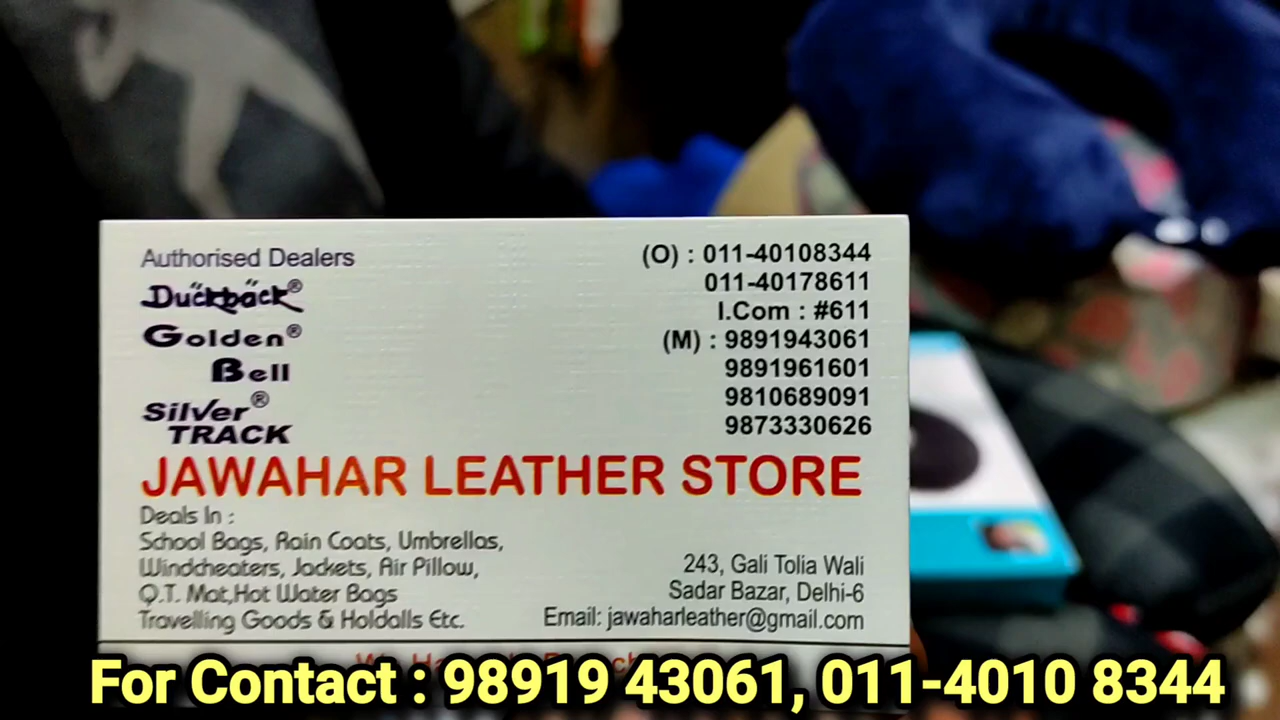 Authorised Dealers
Duckback®
Golden®
Bell
Silver®
TRACK
(O) : 011-40108344
011-40178611
I.Com : #611
(M) : 9891943061
9891961601
9810689091
9873330626
JAWAHAR LEATHER STORE
Deals In :
School Bags, Rain Coats, Umbrellas,
Windcheaters, Jackets, Air Pillow,
Q.T. Mat,Hot Water Bags
Travelling Goods & Holdalls Etc.
243, Gali Tolia Wali
Sadar Bazar, Delhi-6
Email: jawaharleather@gmail.com
For Contact : 98919 43061, 011-4010 8344